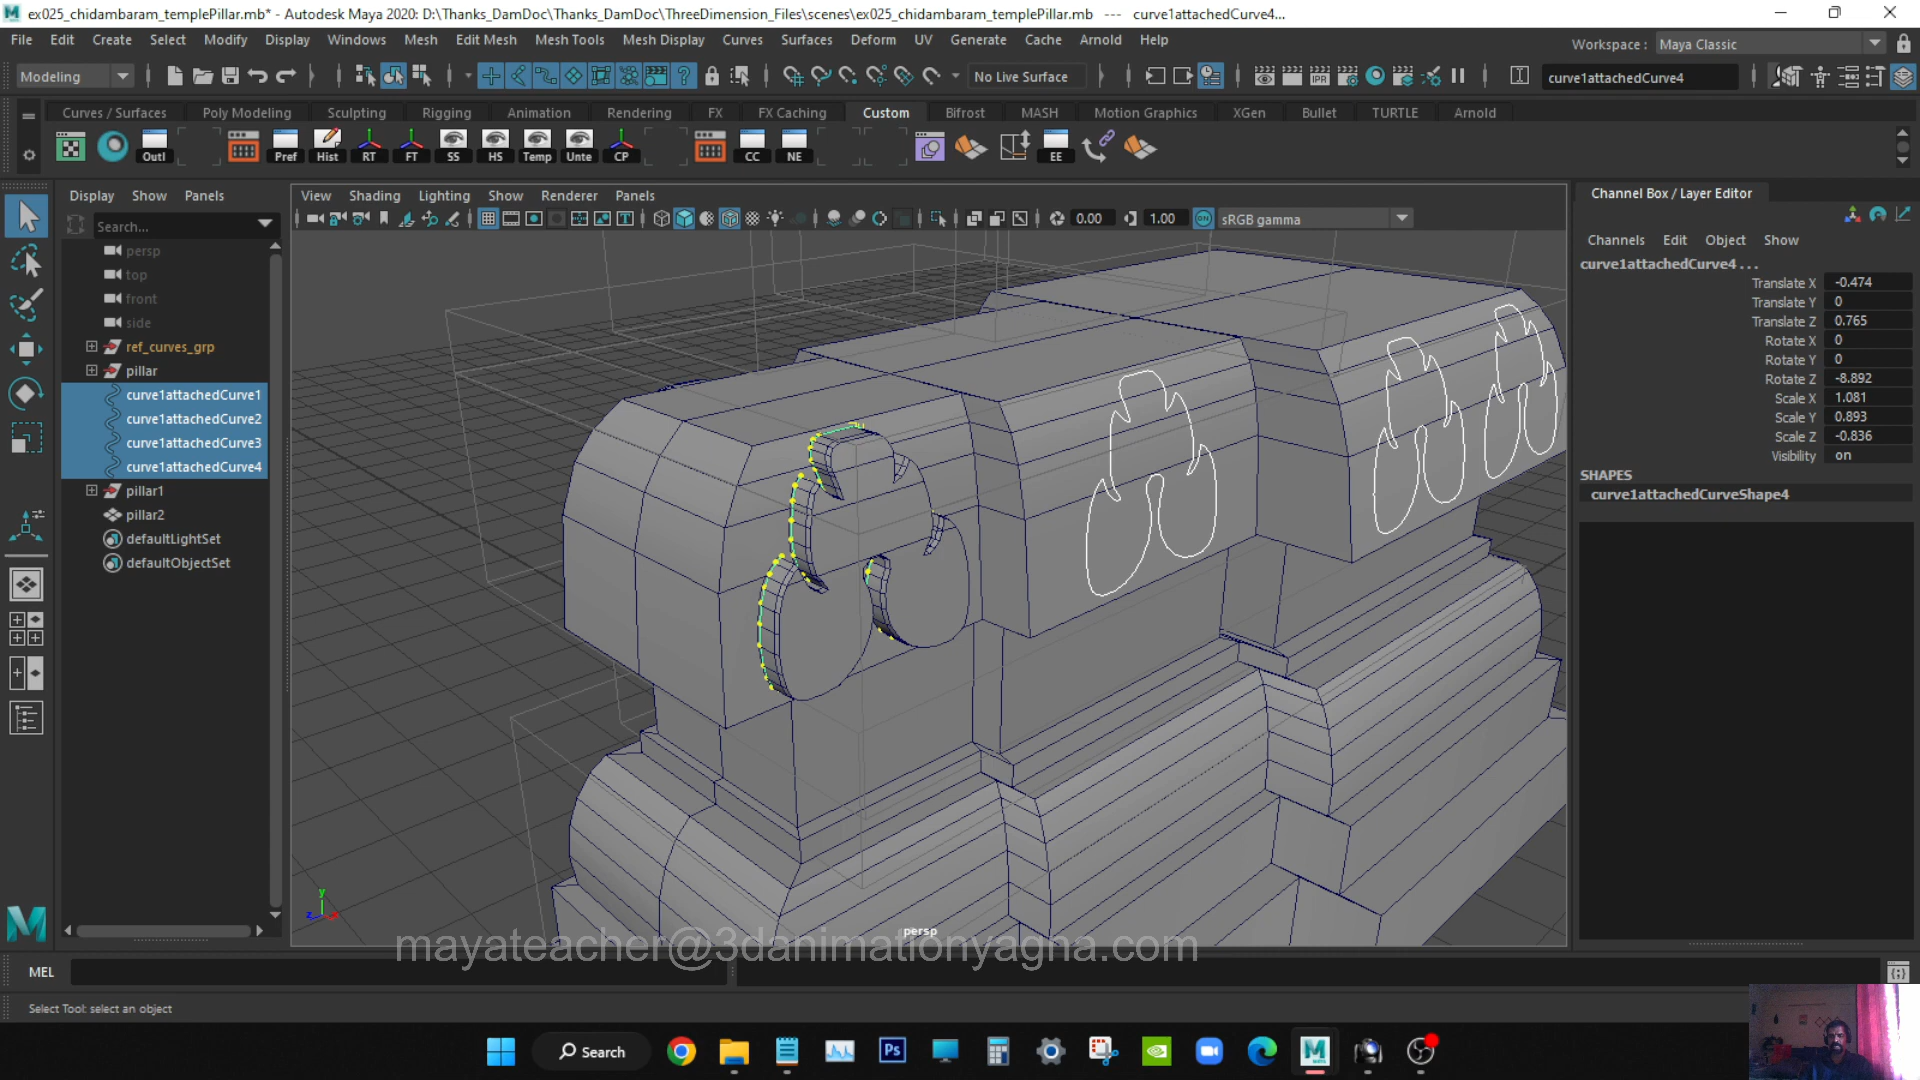 ex025_chidambaram_templePillar.mb* - Autodesk Maya 2020: D:\Thanks_DamDoc\Thanks_DamDoc\ThreeDimension_Files\scenes\ex025_chidambaram_templePillar.mb --- curve1attachedCurve4...
File Edit Create Select Modify Display Windows Mesh Edit Mesh Mesh Tools Mesh Display Curves Surfaces Deform UV Generate Cache Arnold Help
Workspace : Maya Classic
Modeling
No Live Surface
curve1attachedCurve4
Curves / Surfaces Poly Modeling Sculpting Rigging Animation Rendering FX FX Caching Custom Bifrost MASH Motion Graphics XGen Bullet TURTLE Arnold
Outl Pref Hist RT FT SS HS Temp Unte CP CC NE EE
Display Show Panels
Search...
persp
top
front
side
ref_curves_grp
pillar
curve1attachedCurve1
curve1attachedCurve2
curve1attachedCurve3
curve1attachedCurve4
pillar1
pillar2
defaultLightSet
defaultObjectSet
View Shading Lighting Show Renderer Panels
0.00 1.00 ON sRGB gamma
persp
Channel Box / Layer Editor
Channels Edit Object Show
curve1attachedCurve4 . . .
Translate X -0.474
Translate Y 0
Translate Z 0.765
Rotate X 0
Rotate Y 0
Rotate Z -8.892
Scale X 1.081
Scale Y 0.893
Scale Z -0.836
Visibility on
SHAPES
curve1attachedCurveShape4
y
z
mayateacher@3danimationyagna.com
MEL
Select Tool: select an object
Search
Ps